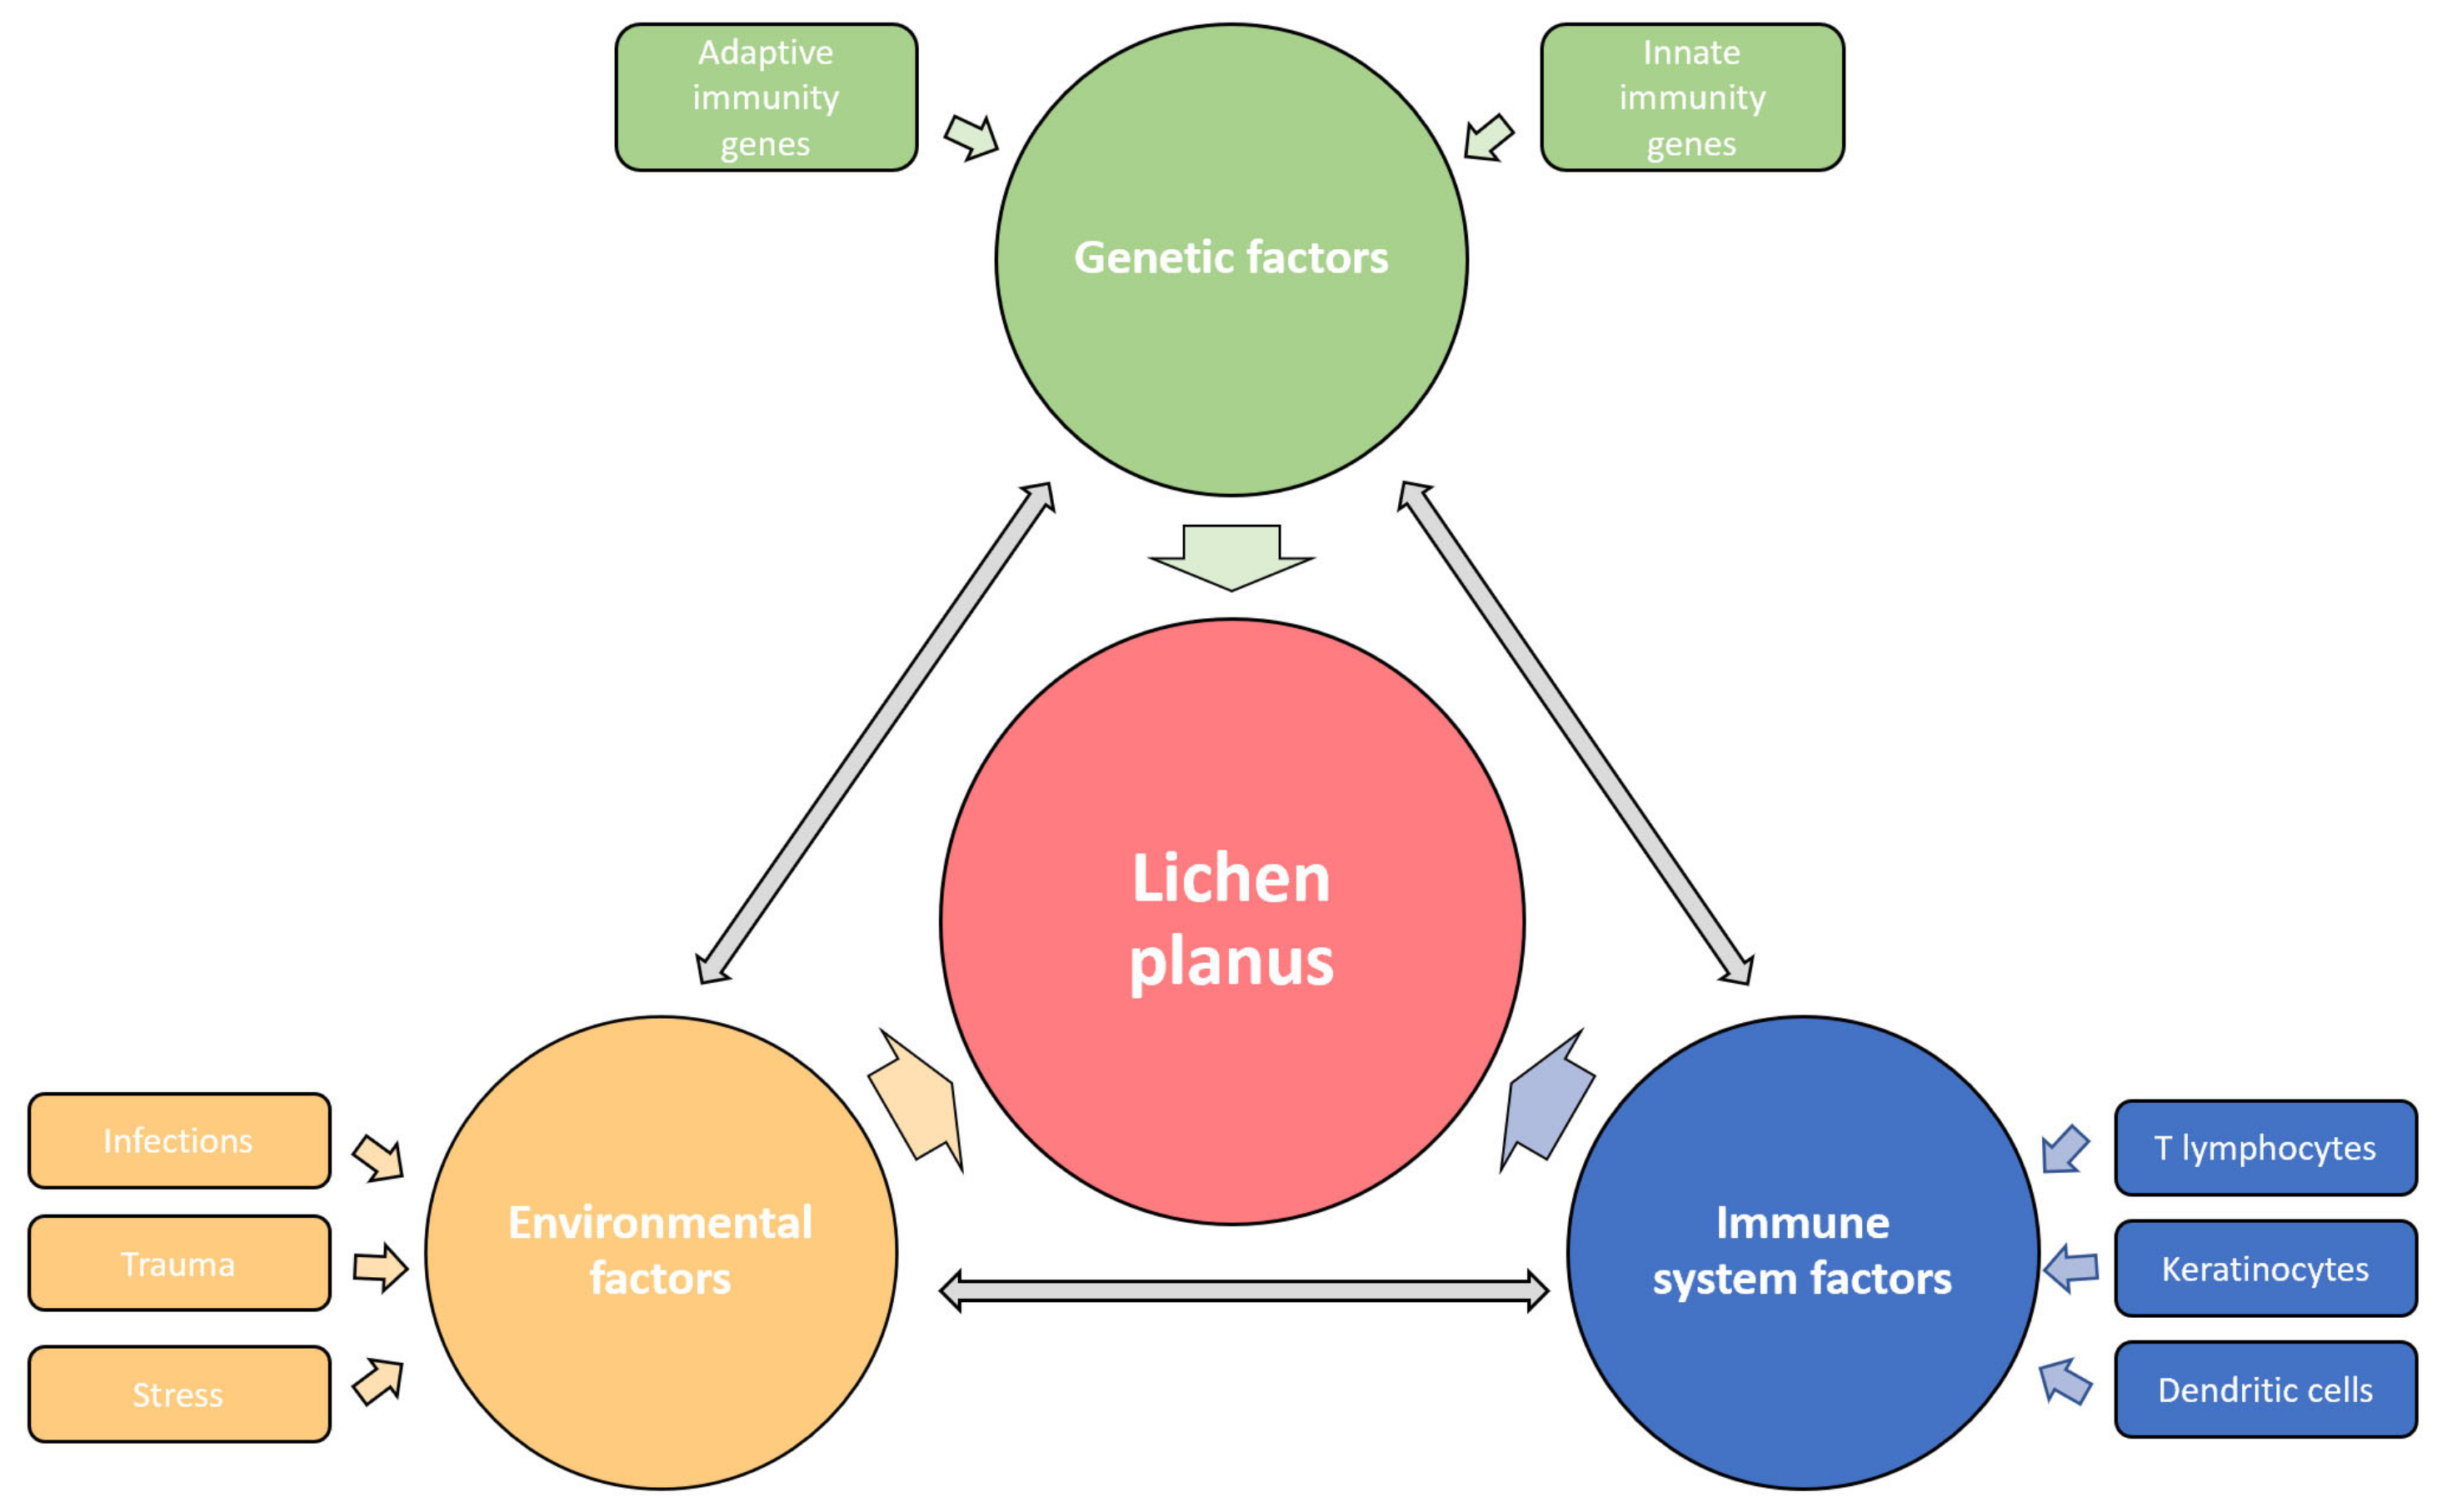 Adaptive
immunity
genes
Innate
immunity
genes
Genetic factors
Lichen
planus
Infections
Trauma
Stress
Environmental
factors
Immune
system factors
T lymphocytes
Keratinocytes
Dendritic cells